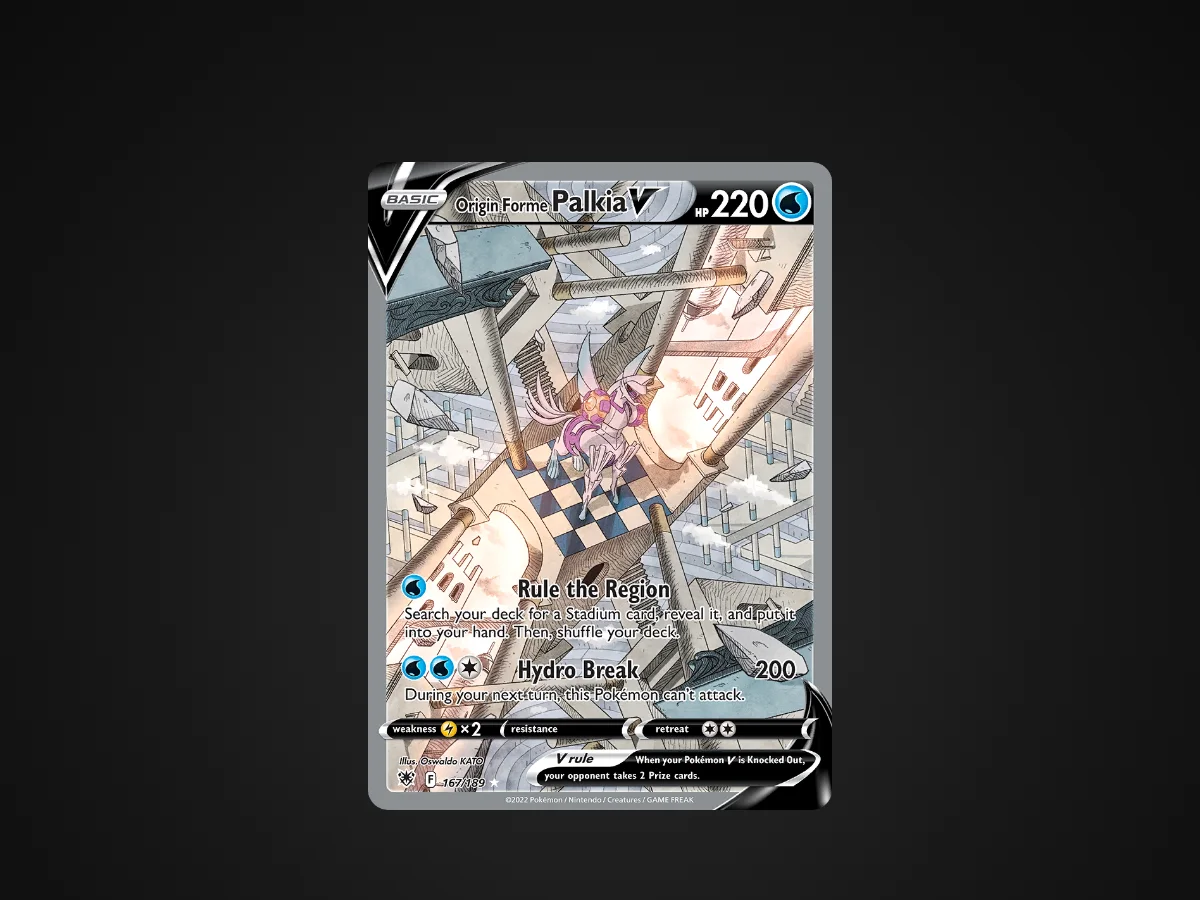 BASIC Origin Forme Palkia V HP 220
Rule the Region
Search your deck for a Stadium card, reveal it, and put it
into your hand. Then, shuffle your deck.
Hydro Break 200
During your next turn, this Pokémon can't attack.
weakness ×2 resistance retreat
Illus. Oswaldo KATO
V rule When your Pokémon V is Knocked Out,
your opponent takes 2 Prize cards.
F 167/189
©2022 Pokémon / Nintendo / Creatures / GAME FREAK